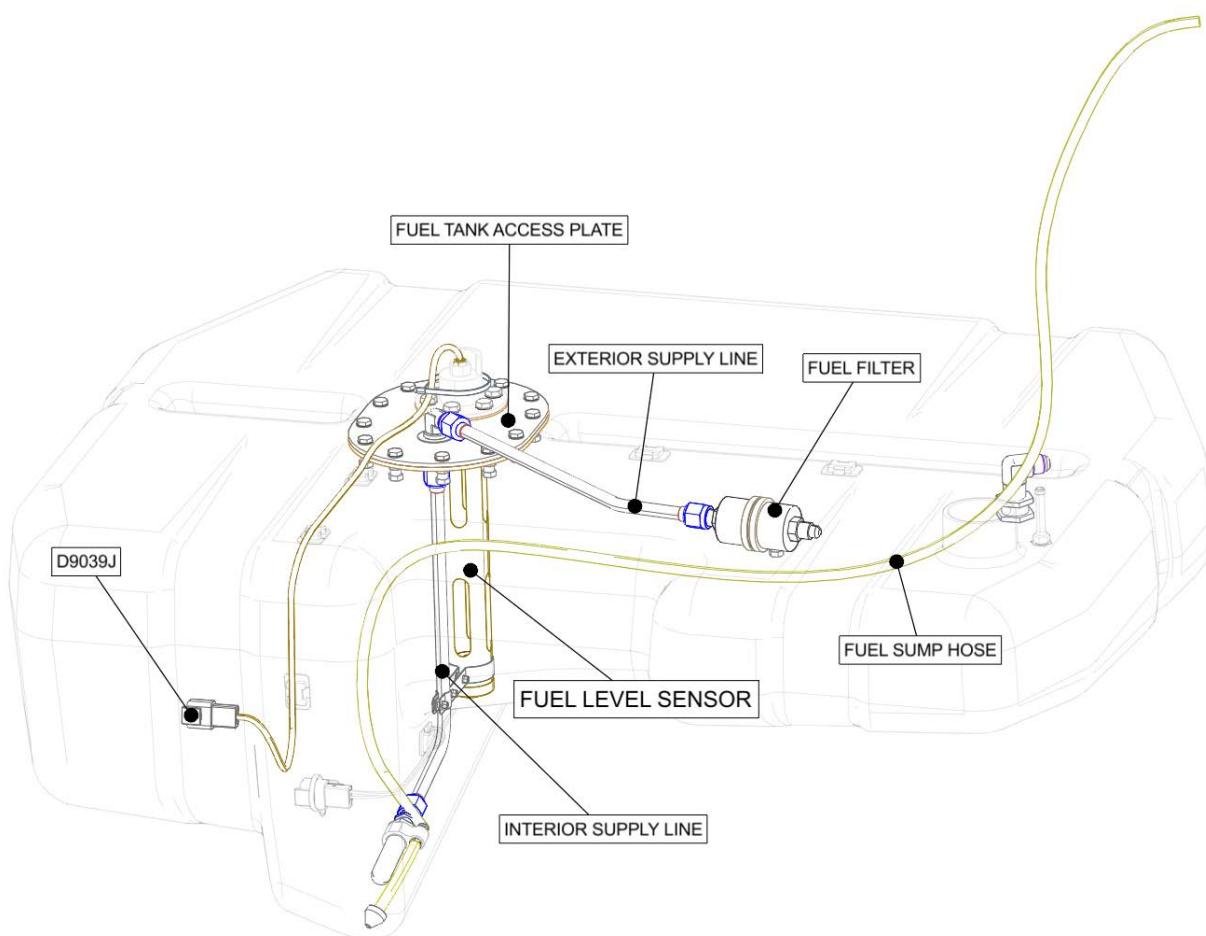 FUEL TANK ACCESS PLATE
EXTERIOR SUPPLY LINE
FUEL FILTER
D9039J
FUEL SUMP HOSE
FUEL LEVEL SENSOR
INTERIOR SUPPLY LINE